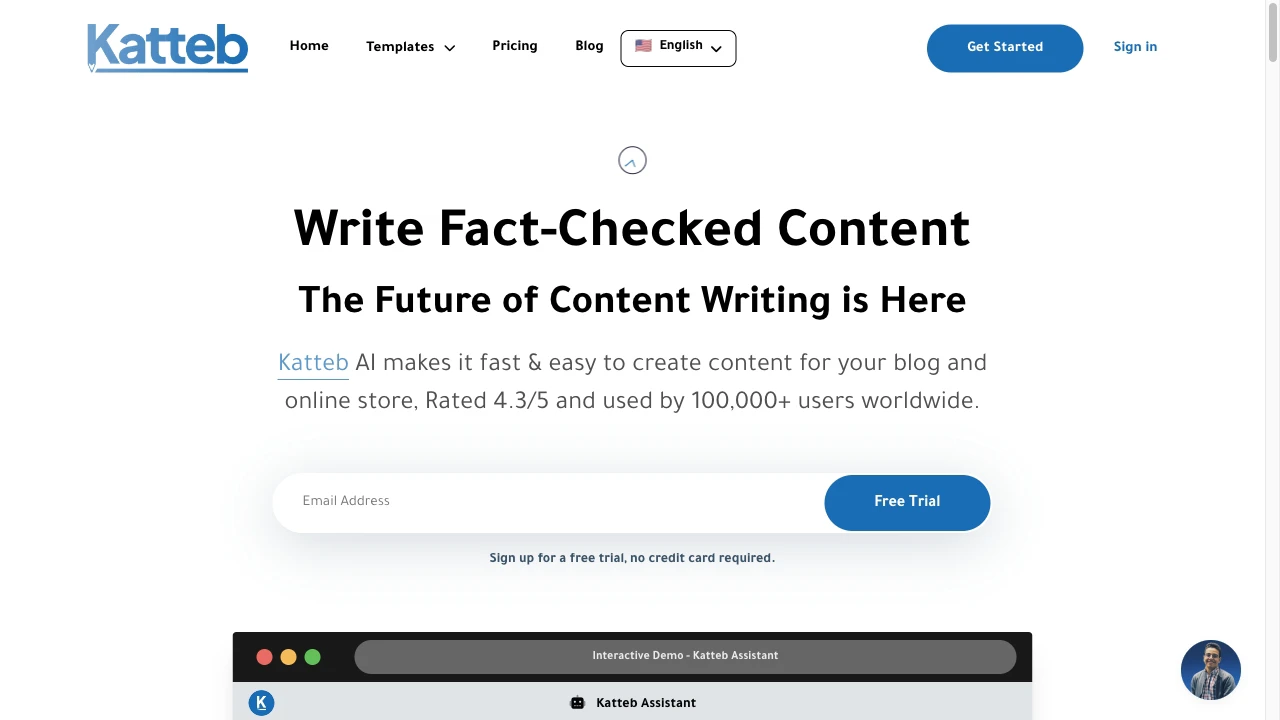 Katteb
Home
Templates
Pricing
Blog
English
Get Started
Sign in
Write Fact-Checked Content
The Future of Content Writing is Here
Katteb AI makes it fast & easy to create content for your blog and
online store, Rated 4.3/5 and used by 100,000+ users worldwide.
Email Address
Free Trial
Sign up for a free trial, no credit card required.
Interactive Demo - Katteb Assistant
K
Katteb Assistant